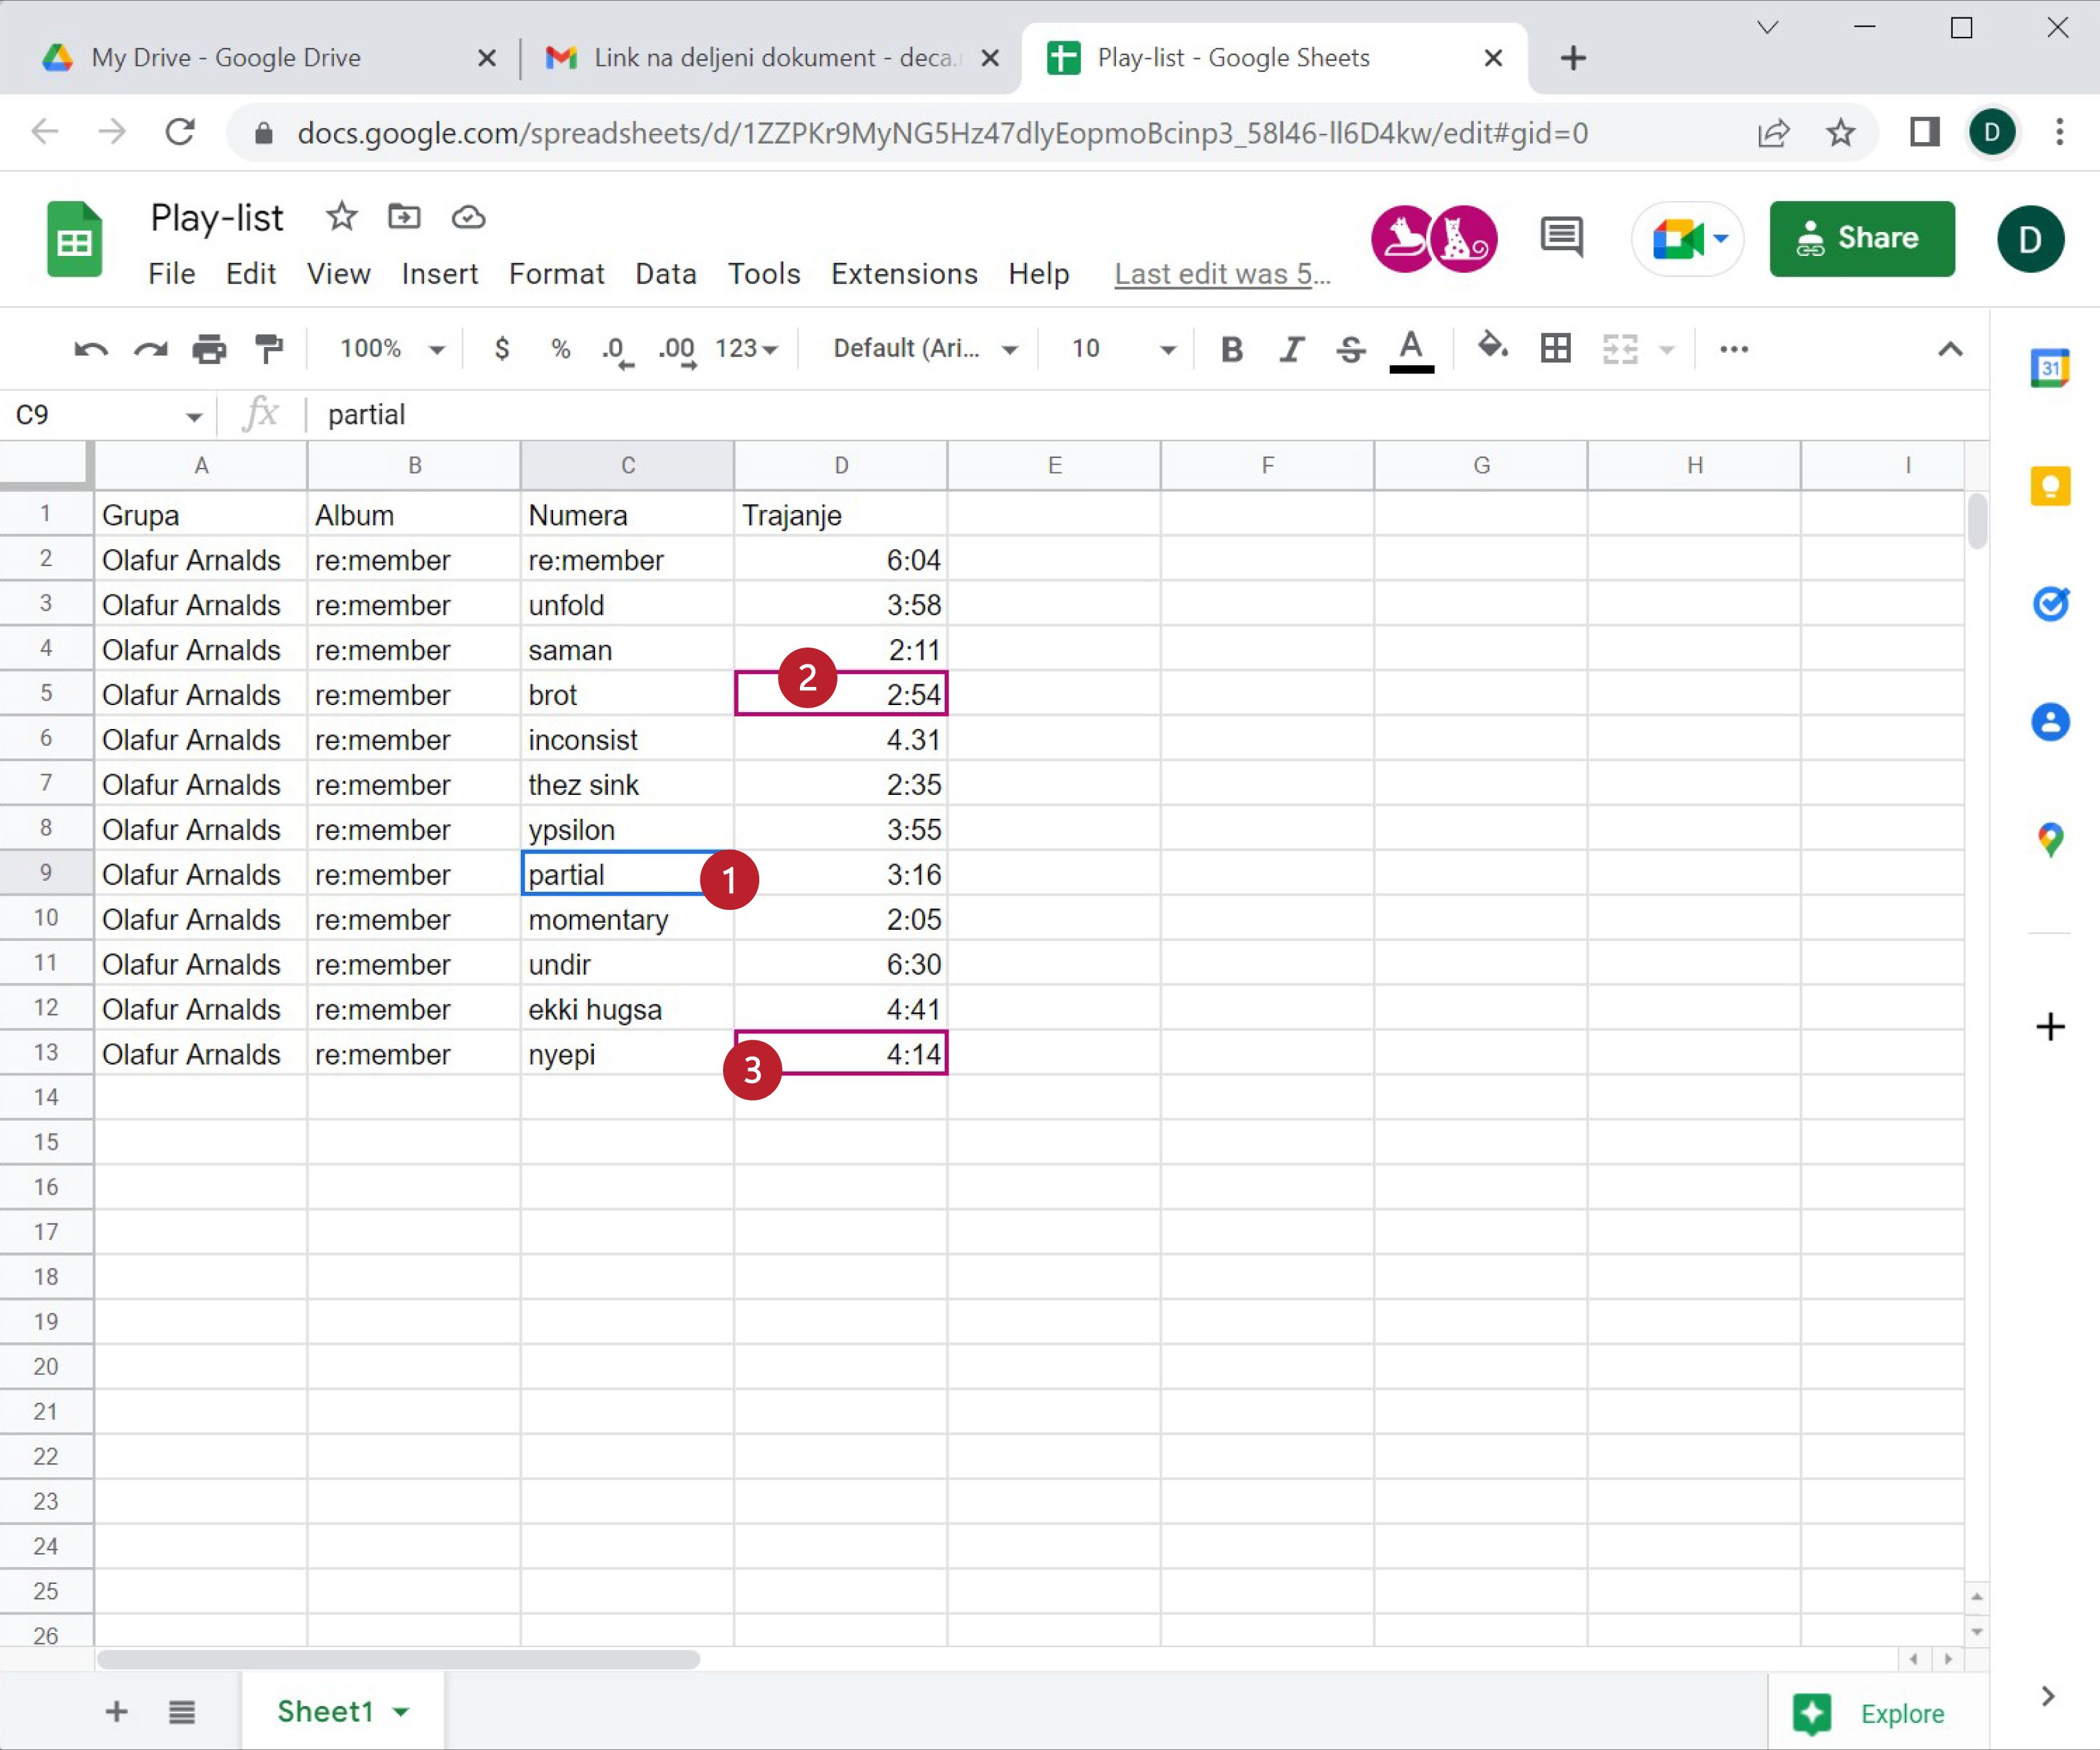 My Drive - Google Drive
Link na deljeni dokument - deca.
Play-list - Google Sheets
docs.google.com/spreadsheets/d/1ZZPKr9MyNG5Hz47dlyEopmoBcinp3_58l46-ll6D4kw/edit#gid=0
D
Play-list
File Edit View Insert Format Data Tools Extensions Help Last edit was 5...
Share
D
100% $ % .0 .00 123 Default (Ari... 10 B I S A
31
C9 fx partial
A B C D E F G H I
1 Grupa Album Numera Trajanje
2 Olafur Arnalds re:member re:member 6:04
3 Olafur Arnalds re:member unfold 3:58
4 Olafur Arnalds re:member saman 2:11
2
5 Olafur Arnalds re:member brot 2:54
6 Olafur Arnalds re:member inconsist 4.31
7 Olafur Arnalds re:member thez sink 2:35
8 Olafur Arnalds re:member ypsilon 3:55
9 Olafur Arnalds re:member partial 1 3:16
10 Olafur Arnalds re:member momentary 2:05
11 Olafur Arnalds re:member undir 6:30
12 Olafur Arnalds re:member ekki hugsa 4:41
13 Olafur Arnalds re:member nyepi 4:14
3
14
15
16
17
18
19
20
21
22
23
24
25
26
Sheet1
Explore